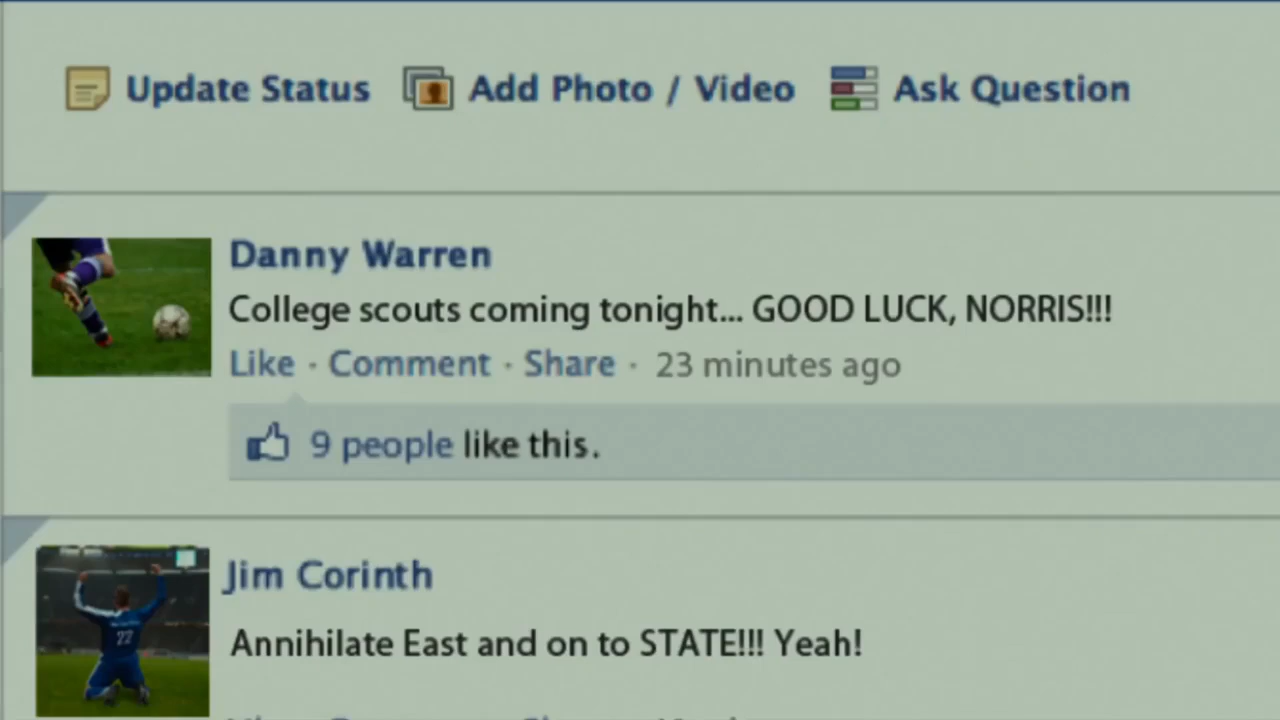 Update Status Add Photo / Video Ask Question
Danny Warren
College scouts coming tonight... GOOD LUCK, NORRIS!!!
Like · Comment · Share · 23 minutes ago
9 people like this.
Jim Corinth
Annihilate East and on to STATE!!! Yeah!